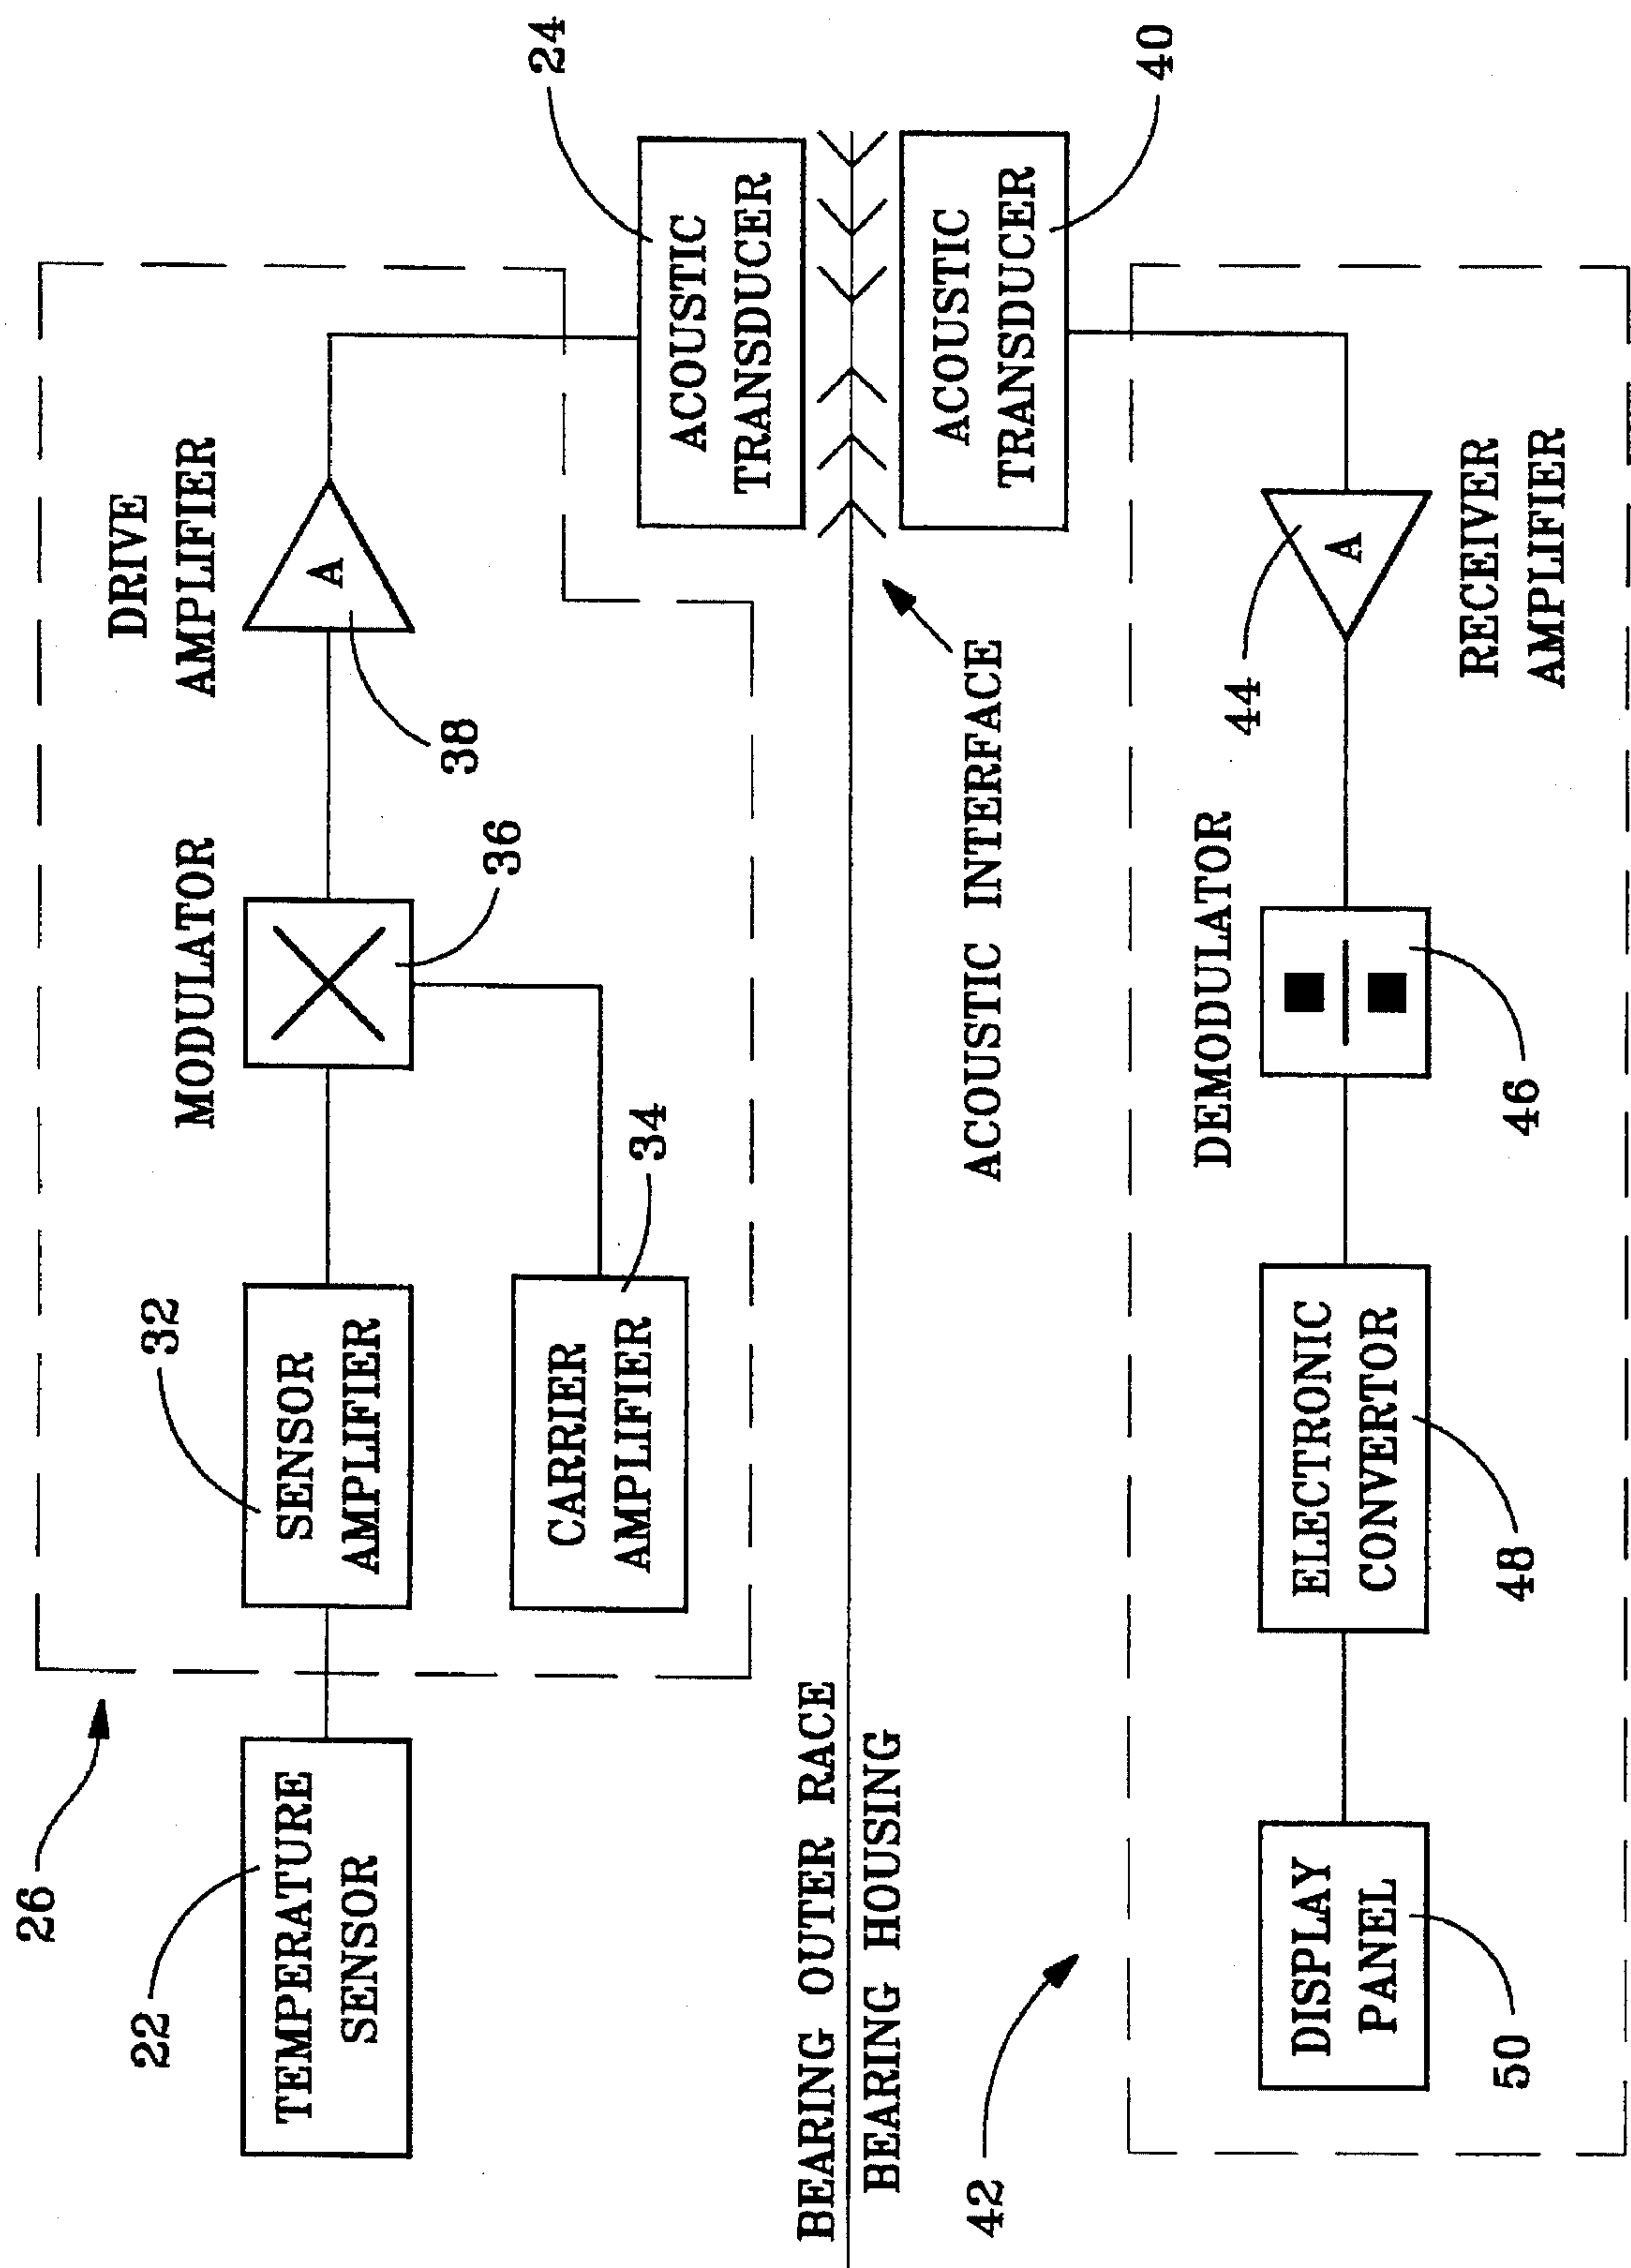 26
22
TEMPERATURE
SENSOR
32
SENSOR
AMPLIFIER
CARRIER
AMPLIFIER
34
MODULATOR
36
DRIVE
AMPLIFIER
A
38
24
ACOUSTIC
TRANSDUCER
BEARING OUTER RACE
BEARING HOUSING
ACOUSTIC INTERFACE
ACOUSTIC
TRANSDUCER
40
42
DISPLAY
PANEL
50
ELECTRONIC
CONVERTOR
48
DEMODULATOR
46
44
A
RECEIVER
AMPLIFIER